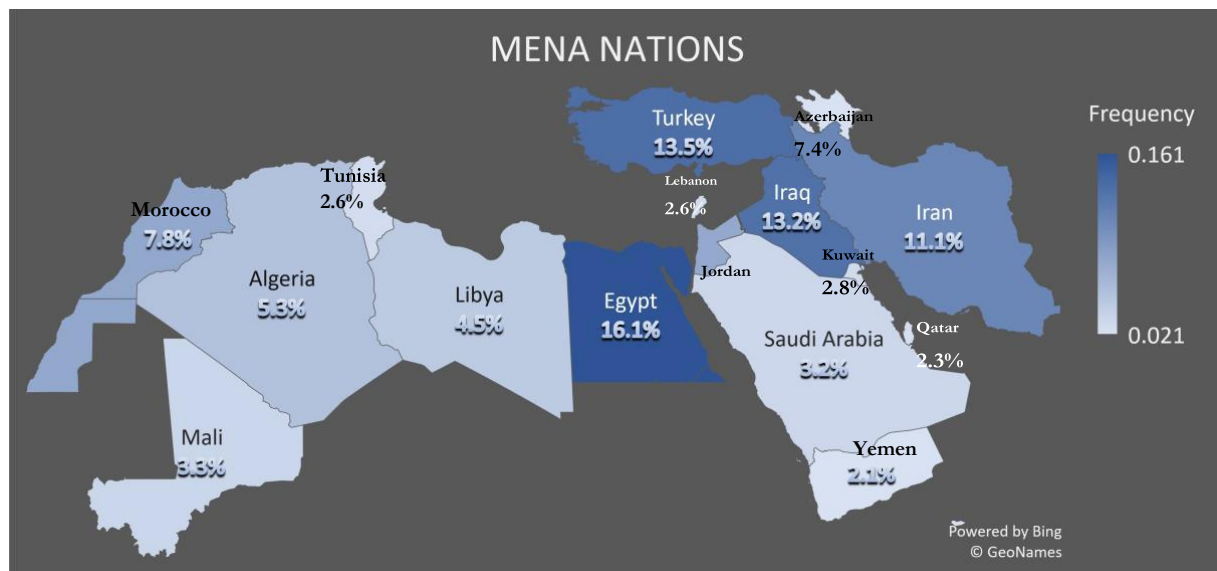 MENA NATIONS
Frequency
0.161
0.021
Turkey
13.5%
Azerbaijan
7.4%
Lebanon
2.6%
Iraq
13.2%
Iran
11.1%
Tunisia
2.6%
Morocco
7.8%
Algeria
5.3%
Libya
4.5%
Egypt
16.1%
Jordan
Kuwait
2.8%
Saudi Arabia
3.2%
Qatar
2.3%
Mali
3.3%
Yemen
2.1%
Powered by Bing
© GeoNames